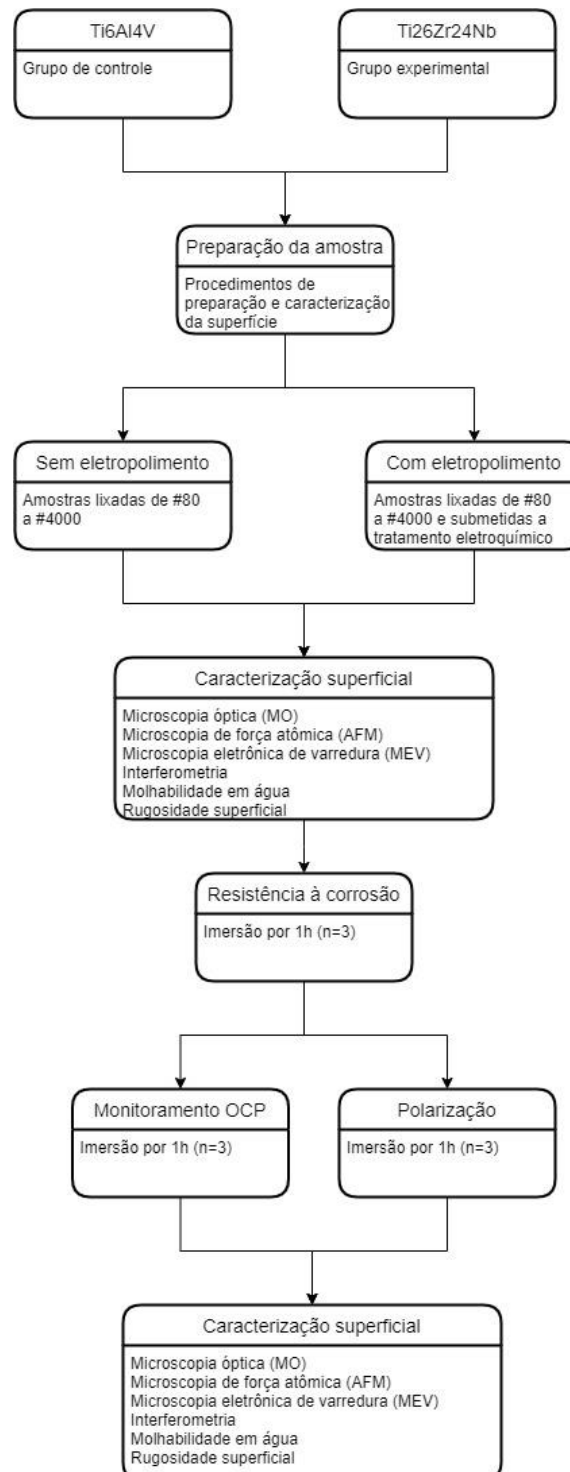 Ti6Al4V
Grupo de controle
Ti26Zr24Nb
Grupo experimental
Preparação da amostra
Procedimentos de
preparação e caracterização
da superfície
Sem eletropolimento
Amostras lixadas de #80
a #4000
Com eletropolimento
Amostras lixadas de #80
a #4000 e submetidas a
tratamento eletroquímico
Caracterização superficial
Microscopia óptica (MO)
Microscopia de força atômica (AFM)
Microscopia eletrônica de varredura (MEV)
Interferometria
Molhabilidade em água
Rugosidade superficial
Resistência à corrosão
Imersão por 1h (n=3)
Monitoramento OCP
Imersão por 1h (n=3)
Polarização
Imersão por 1h (n=3)
Caracterização superficial
Microscopia óptica (MO)
Microscopia de força atômica (AFM)
Microscopia eletrônica de varredura (MEV)
Interferometria
Molhabilidade em água
Rugosidade superficial